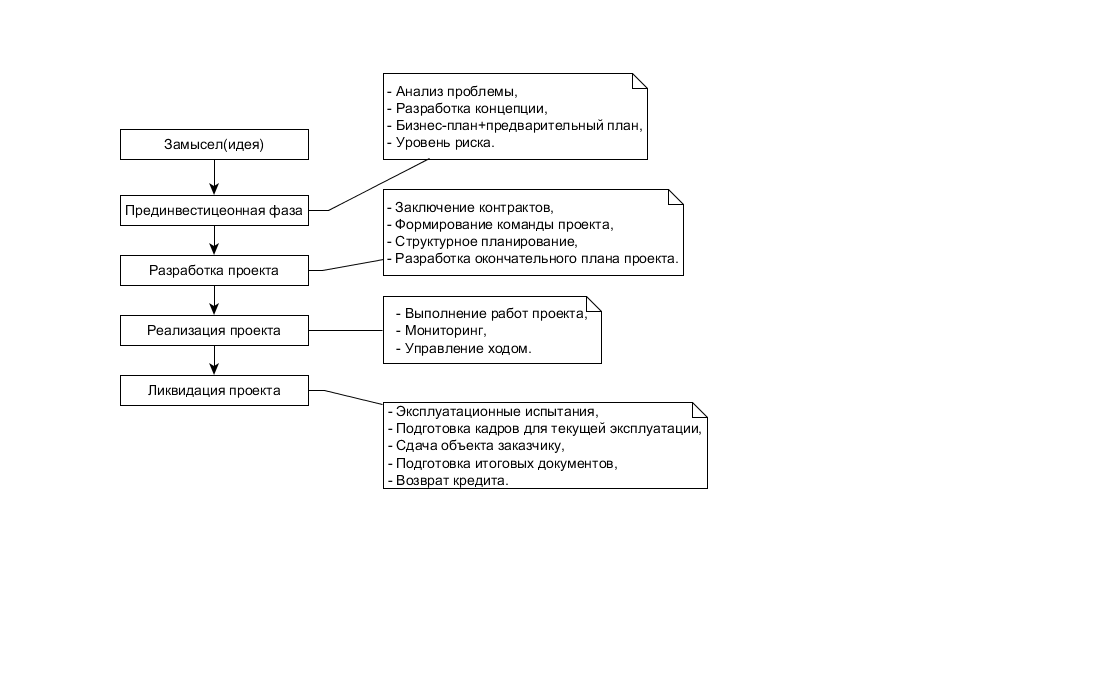 Замысел(идея)
Прединвестицеонная фаза
Разработка проекта
Реализация проекта
Ликвидация проекта
- Анализ проблемы,
- Разработка концепции,
- Бизнес-план+предварительный план,
- Уровень риска.
- Заключение контрактов,
- Формирование команды проекта,
- Структурное планирование,
- Разработка окончательного плана проекта.
- Выполнение работ проекта,
- Мониторинг,
- Управление ходом.
- Эксплуатационные испытания,
- Подготовка кадров для текущей эксплуатации,
- Сдача объекта заказчику,
- Подготовка итоговых документов,
- Возврат кредита.